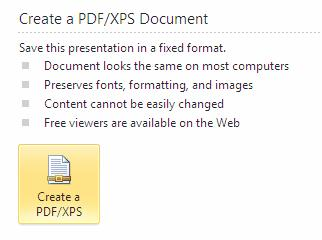 Create a PDF/XPS Document
Save this presentation in a fixed format.
Document looks the same on most computers
Preserves fonts, formatting, and images
Content cannot be easily changed
Free viewers are available on the Web
Create a
PDF/XPS